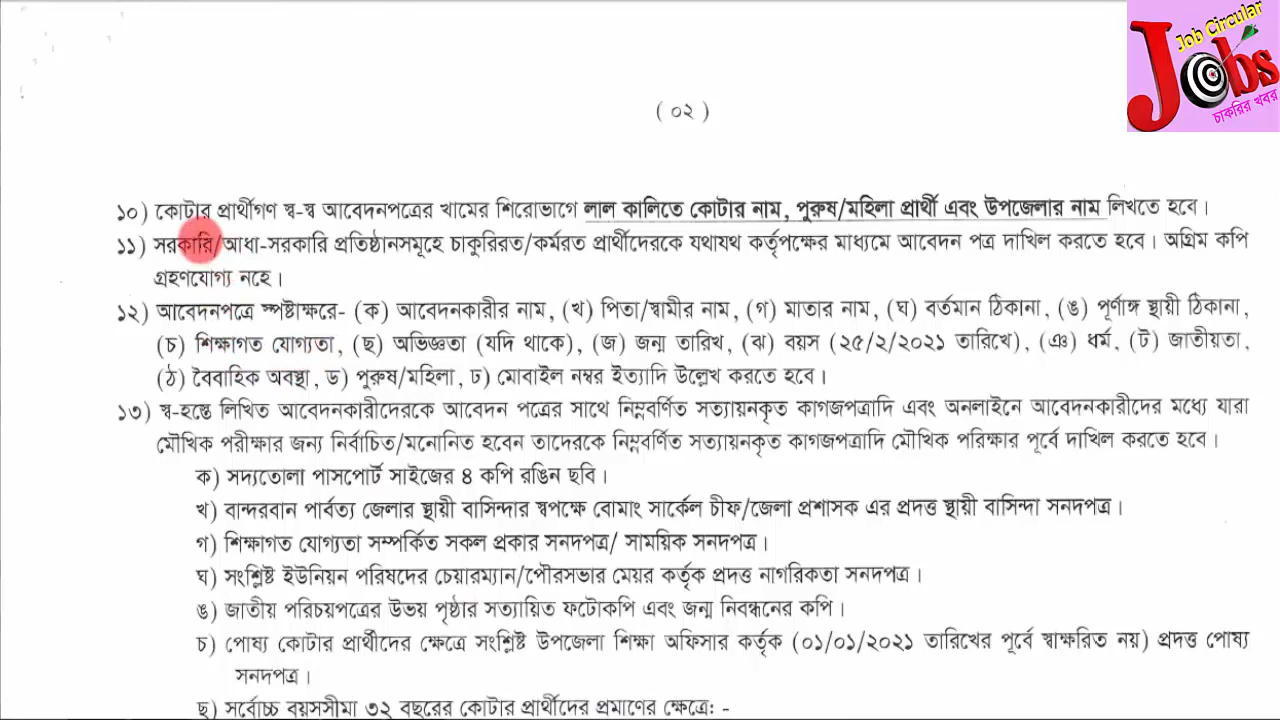 Job Circular
Jobs
চাকরির খবর
( ০২ )
১০) কোটার প্রার্থীগণ স্ব-স্ব আবেদনপত্রের খামের শিরোভাগে লাল কালিতে কোটার নাম, পুরুষ/মহিলা প্রার্থী এবং উপজেলার নাম লিখতে হবে।
১১) সরকারি/আধা-সরকারি প্রতিষ্ঠানসমূহে চাকুরিরত/কর্মরত প্রার্থীদেরকে যথাযথ কর্তৃপক্ষের মাধ্যমে আবেদন পত্র দাখিল করতে হবে। অগ্রিম কপি
গ্রহণযোগ্য নহে।
১২) আবেদনপত্রে স্পষ্টাক্ষরে- (ক) আবেদনকারীর নাম, (খ) পিতা/স্বামীর নাম, (গ) মাতার নাম, (ঘ) বর্তমান ঠিকানা, (ঙ) পূর্ণাঙ্গ স্থায়ী ঠিকানা,
(চ) শিক্ষাগত যোগ্যতা, (ছ) অভিজ্ঞতা (যদি থাকে), (জ) জন্ম তারিখ, (ঝ) বয়স (২৫/২/২০২১ তারিখে), (ঞ) ধর্ম, (ট) জাতীয়তা,
(ঠ) বৈবাহিক অবস্থা, ড) পুরুষ/মহিলা, ঢ) মোবাইল নম্বর ইত্যাদি উল্লেখ করতে হবে।
১৩) স্ব-হস্তে লিখিত আবেদনকারীদেরকে আবেদন পত্রের সাথে নিম্নবর্ণিত সত্যায়নকৃত কাগজপত্রাদি এবং অনলাইনে আবেদনকারীদের মধ্যে যারা
মৌখিক পরীক্ষার জন্য নির্বাচিত/মনোনিত হবেন তাদেরকে নিম্নবর্ণিত সত্যায়নকৃত কাগজপত্রাদি মৌখিক পরিক্ষার পূর্বে দাখিল করতে হবে।
ক) সদ্যতোলা পাসপোর্ট সাইজের ৪ কপি রঙিন ছবি।
খ) বান্দরবান পার্বত্য জেলার স্থায়ী বাসিন্দার স্বপক্ষে বোমাং সার্কেল চীফ/জেলা প্রশাসক এর প্রদত্ত স্থায়ী বাসিন্দা সনদপত্র।
গ) শিক্ষাগত যোগ্যতা সম্পর্কিত সকল প্রকার সনদপত্র/ সাময়িক সনদপত্র।
ঘ) সংশ্লিষ্ট ইউনিয়ন পরিষদের চেয়ারম্যান/পৌরসভার মেয়র কর্তৃক প্রদত্ত নাগরিকতা সনদপত্র।
ঙ) জাতীয় পরিচয়পত্রের উভয় পৃষ্ঠার সত্যায়িত ফটোকপি এবং জন্ম নিবন্ধনের কপি।
চ) পোষ্য কোটার প্রার্থীদের ক্ষেত্রে সংশ্লিষ্ট উপজেলা শিক্ষা অফিসার কর্তৃক (০১/০১/২০২১ তারিখের পূর্বে স্বাক্ষরিত নয়) প্রদত্ত পোষ্য
সনদপত্র।
ছ) সর্বোচ্চ বয়সসীমা ৩২ বছরের কোটার প্রার্থীদের প্রমাণের ক্ষেত্রে: -